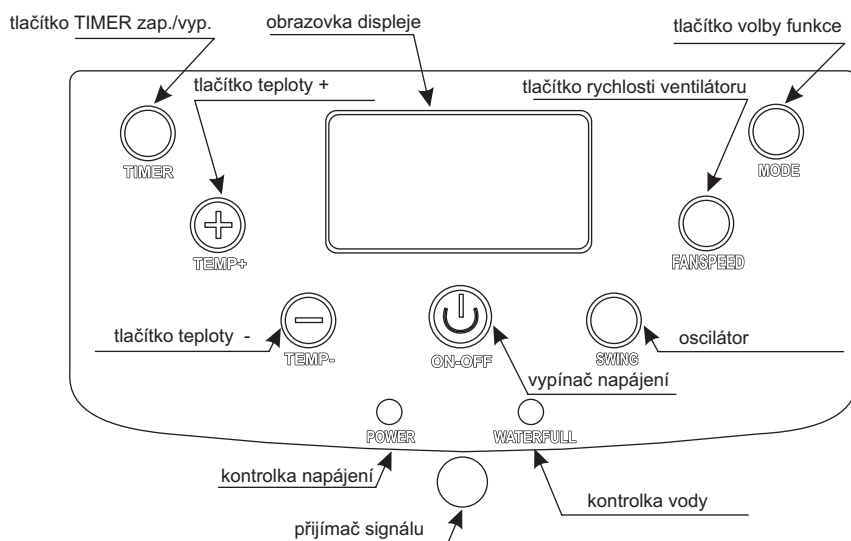 tlačítko TIMER zap./vyp.
obrazovka displeje
tlačítko volby funkce
tlačítko teploty +
tlačítko rychlosti ventilátoru
TIMER
MODE
TEMP+
FANSPEED
tlačítko teploty -
TEMP-
ON-OFF
SWING
oscilátor
vypínač napájení
POWER
WATERFULL
kontrolka napájení
kontrolka vody
přijímač signálu